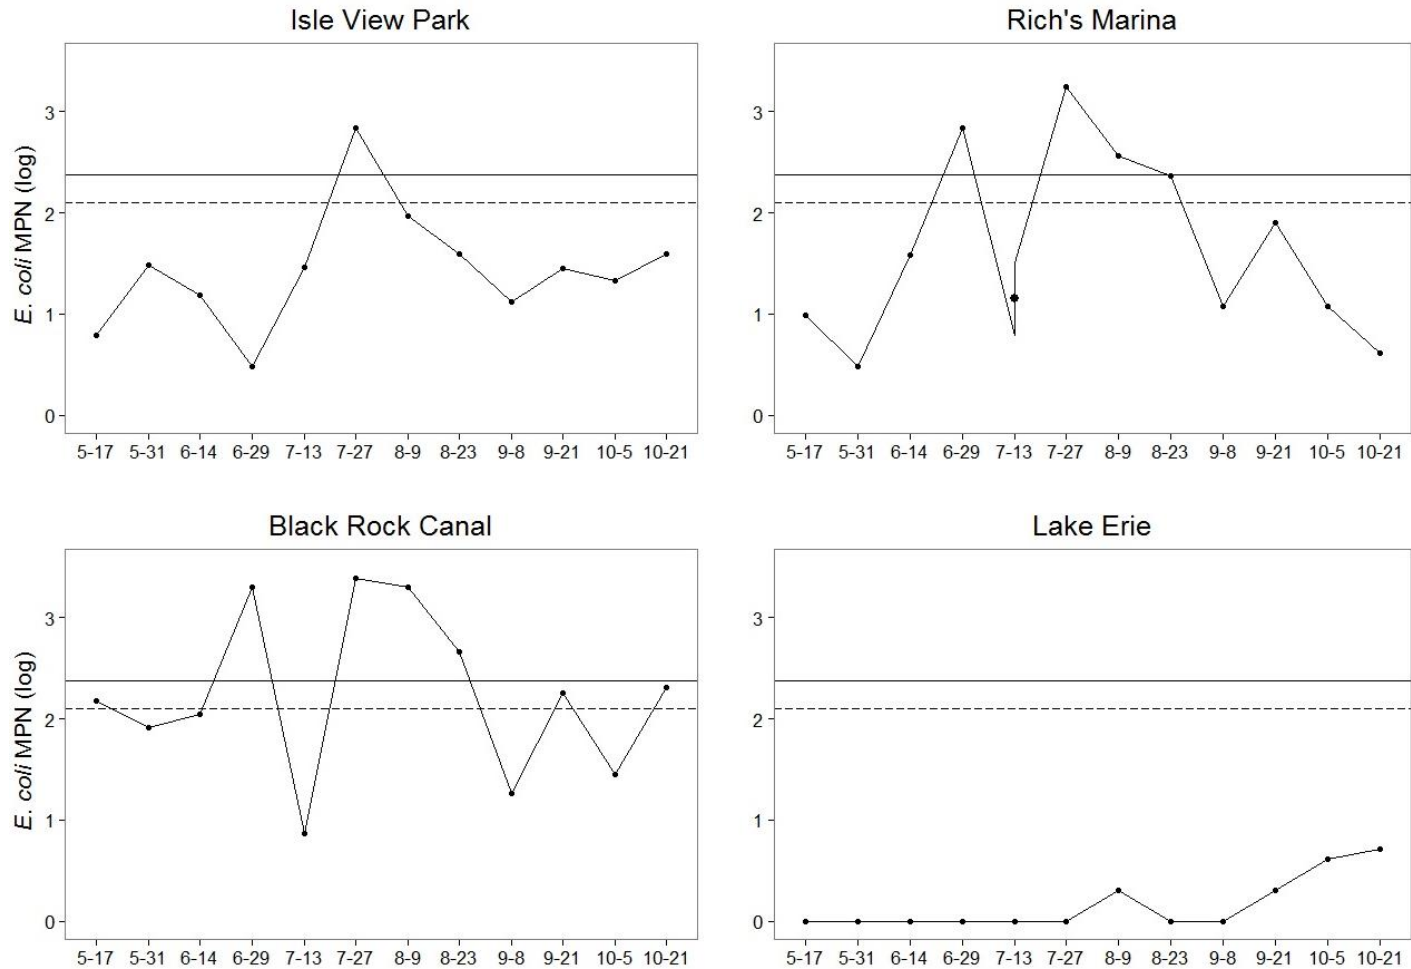 Isle View Park
Rich's Marina
E. coli MPN (log)
3
2
1
0
3
2
1
0
5-17 5-31 6-14 6-29 7-13 7-27 8-9 8-23 9-8 9-21 10-5 10-21
5-17 5-31 6-14 6-29 7-13 7-27 8-9 8-23 9-8 9-21 10-5 10-21
Black Rock Canal
Lake Erie
E. coli MPN (log)
3
2
1
0
3
2
1
0
5-17 5-31 6-14 6-29 7-13 7-27 8-9 8-23 9-8 9-21 10-5 10-21
5-17 5-31 6-14 6-29 7-13 7-27 8-9 8-23 9-8 9-21 10-5 10-21